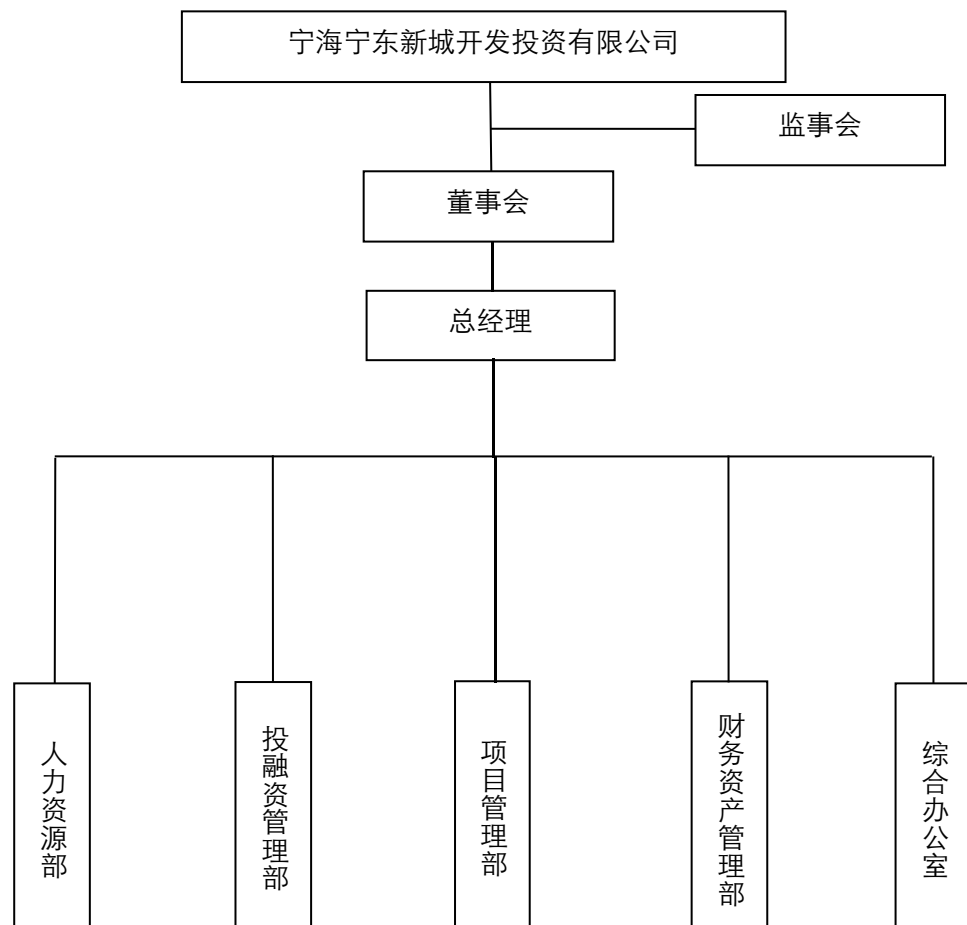 宁海宁东新城开发投资有限公司
监事会
董事会
总经理
人力资源部
投融资管理部
项目管理部
财务资产管理部
综合办公室